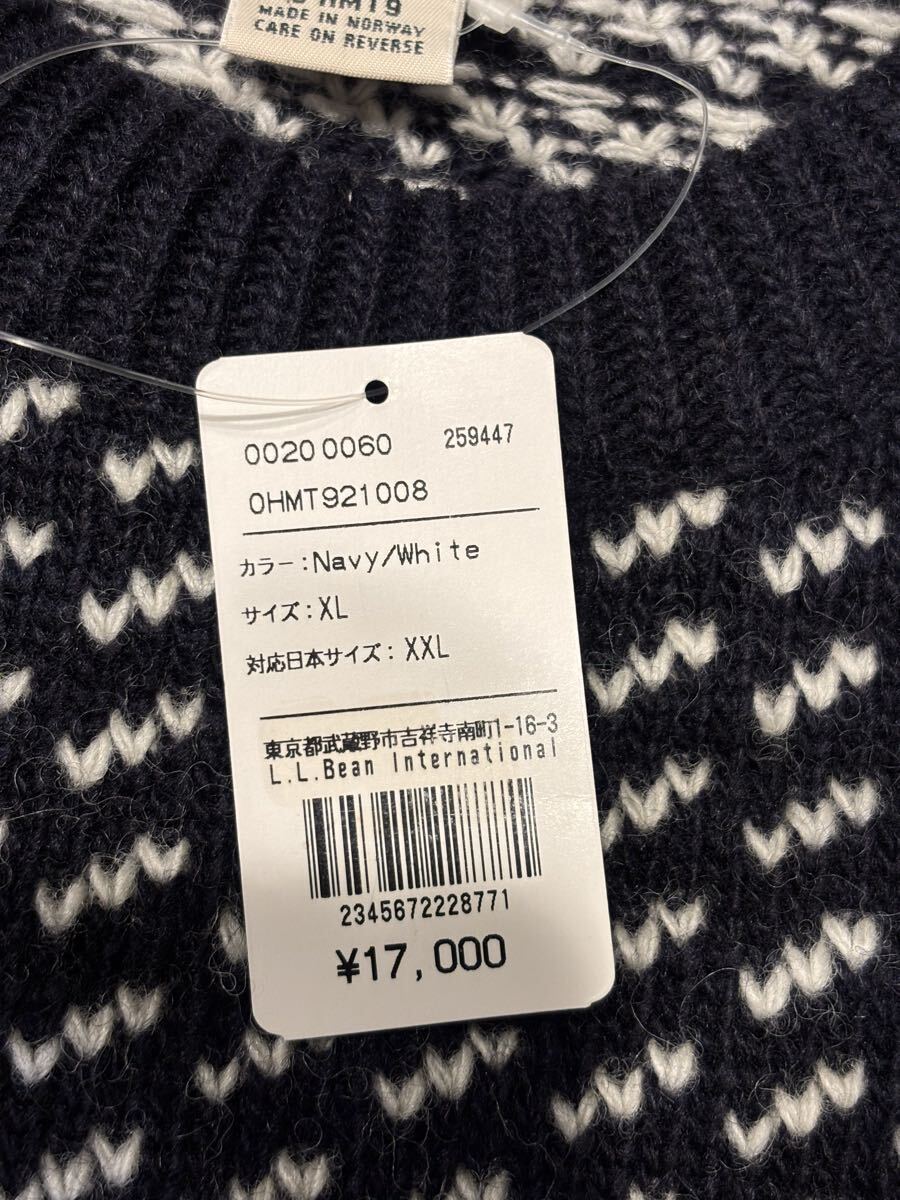 HMT9
MADE IN NORWAY
CARE ON REVERSE
00200060 259447
0HMT921008
カラー:Navy/White
サイズ:XL
対応日本サイズ:XXL
東京都武蔵野市吉祥寺南町1-16-3
L.L.Bean International
2345672228771
¥17,000